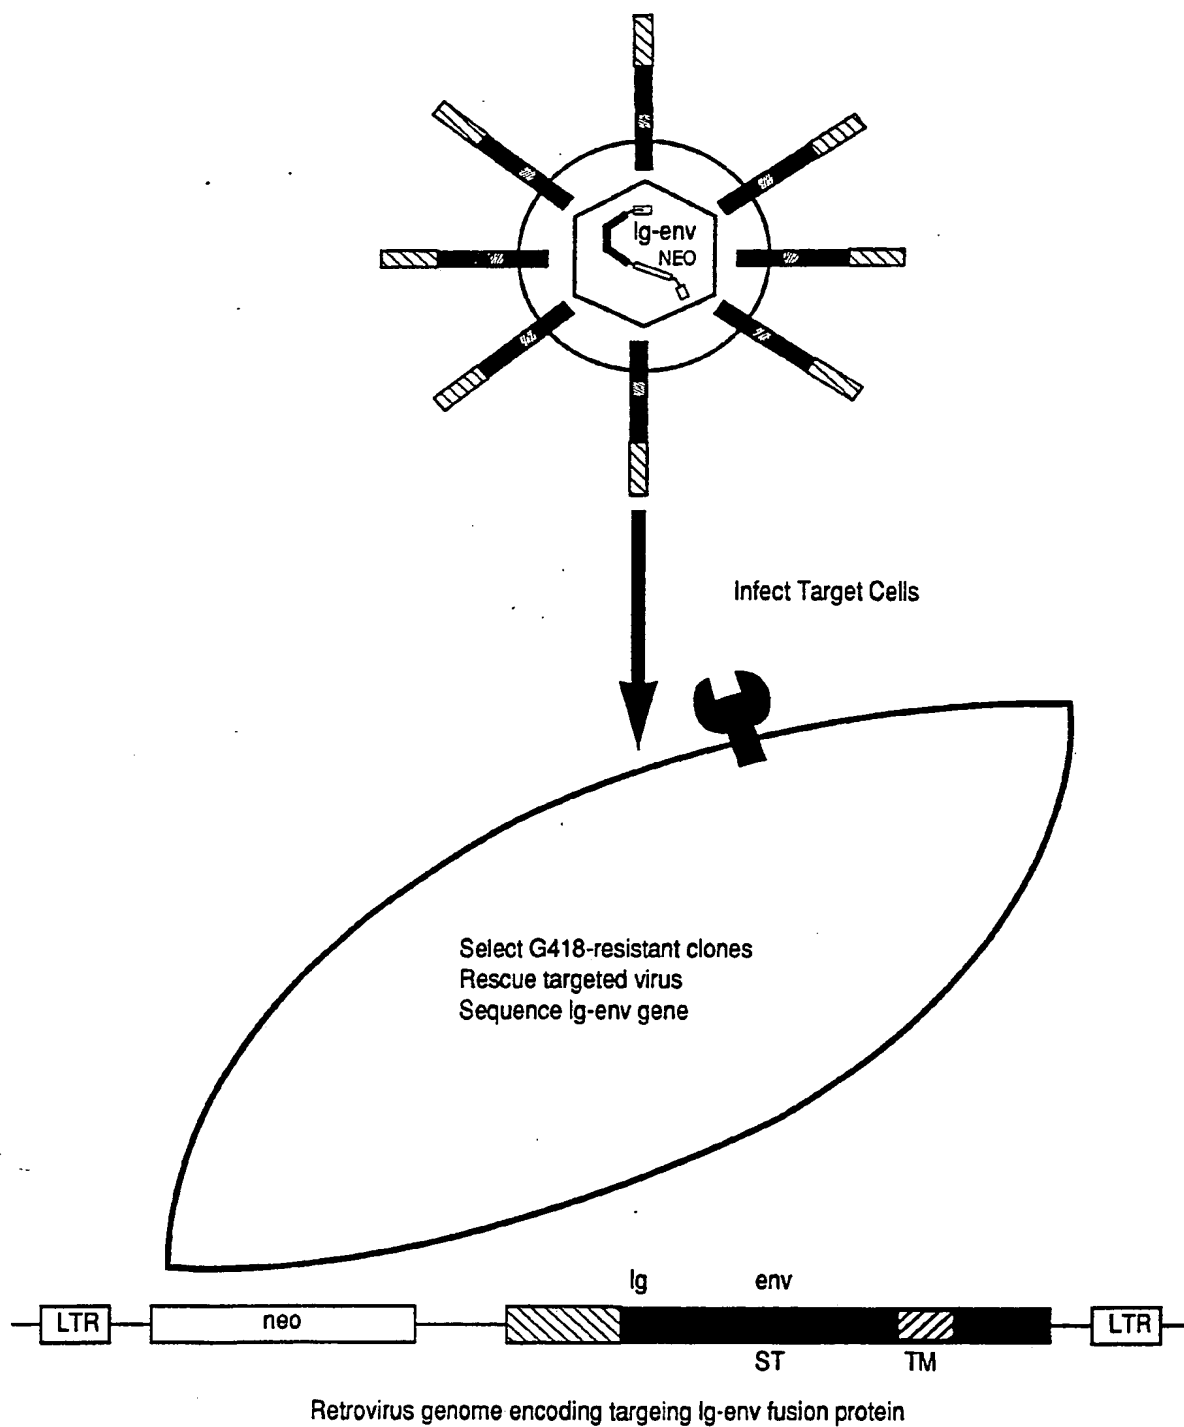 Ig-env
NEO
Infect Target Cells
Select G418-resistant clones
Rescue targeted virus
Sequence Ig-env gene
Ig env
LTR neo LTR
ST TM
Retrovirus genome encoding targeing Ig-env fusion protein